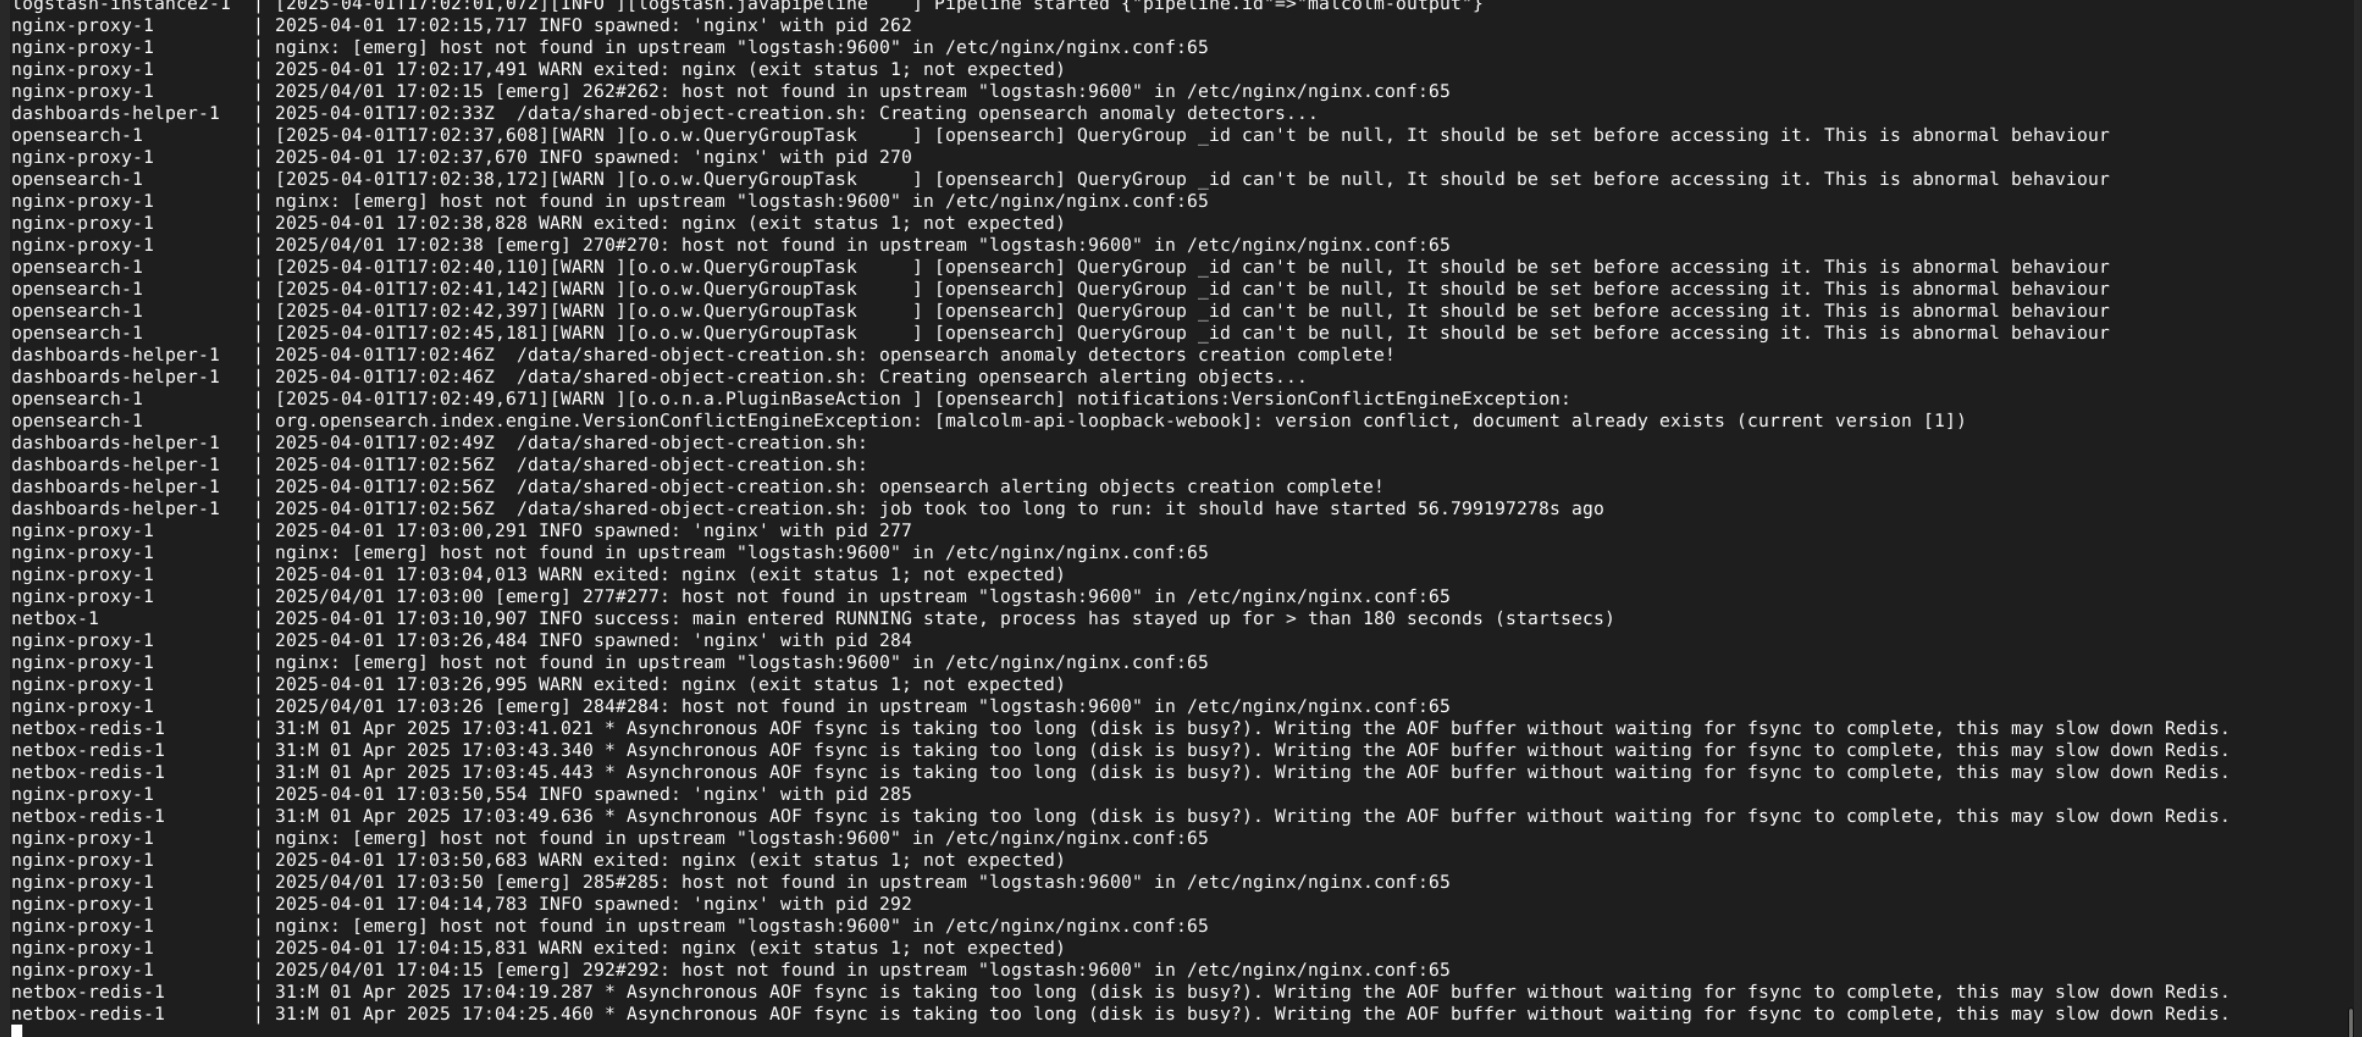 logstash-instance2-1  | [2025-04-01T17:02:01,072][INFO ][logstash.javapipeline    ] Pipeline started {"pipeline.id"=>"malcolm-output"}
nginx-proxy-1         | 2025-04-01 17:02:15,717 INFO spawned: 'nginx' with pid 262
nginx-proxy-1         | nginx: [emerg] host not found in upstream "logstash:9600" in /etc/nginx/nginx.conf:65
nginx-proxy-1         | 2025-04-01 17:02:17,491 WARN exited: nginx (exit status 1; not expected)
nginx-proxy-1         | 2025/04/01 17:02:15 [emerg] 262#262: host not found in upstream "logstash:9600" in /etc/nginx/nginx.conf:65
dashboards-helper-1   | 2025-04-01T17:02:33Z  /data/shared-object-creation.sh: Creating opensearch anomaly detectors...
opensearch-1          | [2025-04-01T17:02:37,608][WARN ][o.o.w.QueryGroupTask     ] [opensearch] QueryGroup _id can't be null, It should be set before accessing it. This is abnormal behaviour
nginx-proxy-1         | 2025-04-01 17:02:37,670 INFO spawned: 'nginx' with pid 270
opensearch-1          | [2025-04-01T17:02:38,172][WARN ][o.o.w.QueryGroupTask     ] [opensearch] QueryGroup _id can't be null, It should be set before accessing it. This is abnormal behaviour
nginx-proxy-1         | nginx: [emerg] host not found in upstream "logstash:9600" in /etc/nginx/nginx.conf:65
nginx-proxy-1         | 2025-04-01 17:02:38,828 WARN exited: nginx (exit status 1; not expected)
nginx-proxy-1         | 2025/04/01 17:02:38 [emerg] 270#270: host not found in upstream "logstash:9600" in /etc/nginx/nginx.conf:65
opensearch-1          | [2025-04-01T17:02:40,110][WARN ][o.o.w.QueryGroupTask     ] [opensearch] QueryGroup _id can't be null, It should be set before accessing it. This is abnormal behaviour
opensearch-1          | [2025-04-01T17:02:41,142][WARN ][o.o.w.QueryGroupTask     ] [opensearch] QueryGroup _id can't be null, It should be set before accessing it. This is abnormal behaviour
opensearch-1          | [2025-04-01T17:02:42,397][WARN ][o.o.w.QueryGroupTask     ] [opensearch] QueryGroup _id can't be null, It should be set before accessing it. This is abnormal behaviour
opensearch-1          | [2025-04-01T17:02:45,181][WARN ][o.o.w.QueryGroupTask     ] [opensearch] QueryGroup _id can't be null, It should be set before accessing it. This is abnormal behaviour
dashboards-helper-1   | 2025-04-01T17:02:46Z  /data/shared-object-creation.sh: opensearch anomaly detectors creation complete!
dashboards-helper-1   | 2025-04-01T17:02:46Z  /data/shared-object-creation.sh: Creating opensearch alerting objects...
opensearch-1          | [2025-04-01T17:02:49,671][WARN ][o.o.n.a.PluginBaseAction ] [opensearch] notifications:VersionConflictEngineException:
opensearch-1          | org.opensearch.index.engine.VersionConflictEngineException: [malcolm-api-loopback-webook]: version conflict, document already exists (current version [1])
dashboards-helper-1   | 2025-04-01T17:02:49Z  /data/shared-object-creation.sh:
dashboards-helper-1   | 2025-04-01T17:02:56Z  /data/shared-object-creation.sh:
dashboards-helper-1   | 2025-04-01T17:02:56Z  /data/shared-object-creation.sh: opensearch alerting objects creation complete!
dashboards-helper-1   | 2025-04-01T17:02:56Z  /data/shared-object-creation.sh: job took too long to run: it should have started 56.799197278s ago
nginx-proxy-1         | 2025-04-01 17:03:00,291 INFO spawned: 'nginx' with pid 277
nginx-proxy-1         | nginx: [emerg] host not found in upstream "logstash:9600" in /etc/nginx/nginx.conf:65
nginx-proxy-1         | 2025-04-01 17:03:04,013 WARN exited: nginx (exit status 1; not expected)
nginx-proxy-1         | 2025/04/01 17:03:00 [emerg] 277#277: host not found in upstream "logstash:9600" in /etc/nginx/nginx.conf:65
netbox-1              | 2025-04-01 17:03:10,907 INFO success: main entered RUNNING state, process has stayed up for > than 180 seconds (startsecs)
nginx-proxy-1         | 2025-04-01 17:03:26,484 INFO spawned: 'nginx' with pid 284
nginx-proxy-1         | nginx: [emerg] host not found in upstream "logstash:9600" in /etc/nginx/nginx.conf:65
nginx-proxy-1         | 2025-04-01 17:03:26,995 WARN exited: nginx (exit status 1; not expected)
nginx-proxy-1         | 2025/04/01 17:03:26 [emerg] 284#284: host not found in upstream "logstash:9600" in /etc/nginx/nginx.conf:65
netbox-redis-1        | 31:M 01 Apr 2025 17:03:41.021 * Asynchronous AOF fsync is taking too long (disk is busy?). Writing the AOF buffer without waiting for fsync to complete, this may slow down Redis.
netbox-redis-1        | 31:M 01 Apr 2025 17:03:43.340 * Asynchronous AOF fsync is taking too long (disk is busy?). Writing the AOF buffer without waiting for fsync to complete, this may slow down Redis.
netbox-redis-1        | 31:M 01 Apr 2025 17:03:45.443 * Asynchronous AOF fsync is taking too long (disk is busy?). Writing the AOF buffer without waiting for fsync to complete, this may slow down Redis.
nginx-proxy-1         | 2025-04-01 17:03:50,554 INFO spawned: 'nginx' with pid 285
netbox-redis-1        | 31:M 01 Apr 2025 17:03:49.636 * Asynchronous AOF fsync is taking too long (disk is busy?). Writing the AOF buffer without waiting for fsync to complete, this may slow down Redis.
nginx-proxy-1         | nginx: [emerg] host not found in upstream "logstash:9600" in /etc/nginx/nginx.conf:65
nginx-proxy-1         | 2025-04-01 17:03:50,683 WARN exited: nginx (exit status 1; not expected)
nginx-proxy-1         | 2025/04/01 17:03:50 [emerg] 285#285: host not found in upstream "logstash:9600" in /etc/nginx/nginx.conf:65
nginx-proxy-1         | 2025-04-01 17:04:14,783 INFO spawned: 'nginx' with pid 292
nginx-proxy-1         | nginx: [emerg] host not found in upstream "logstash:9600" in /etc/nginx/nginx.conf:65
nginx-proxy-1         | 2025-04-01 17:04:15,831 WARN exited: nginx (exit status 1; not expected)
nginx-proxy-1         | 2025/04/01 17:04:15 [emerg] 292#292: host not found in upstream "logstash:9600" in /etc/nginx/nginx.conf:65
netbox-redis-1        | 31:M 01 Apr 2025 17:04:19.287 * Asynchronous AOF fsync is taking too long (disk is busy?). Writing the AOF buffer without waiting for fsync to complete, this may slow down Redis.
netbox-redis-1        | 31:M 01 Apr 2025 17:04:25.460 * Asynchronous AOF fsync is taking too long (disk is busy?). Writing the AOF buffer without waiting for fsync to complete, this may slow down Redis.